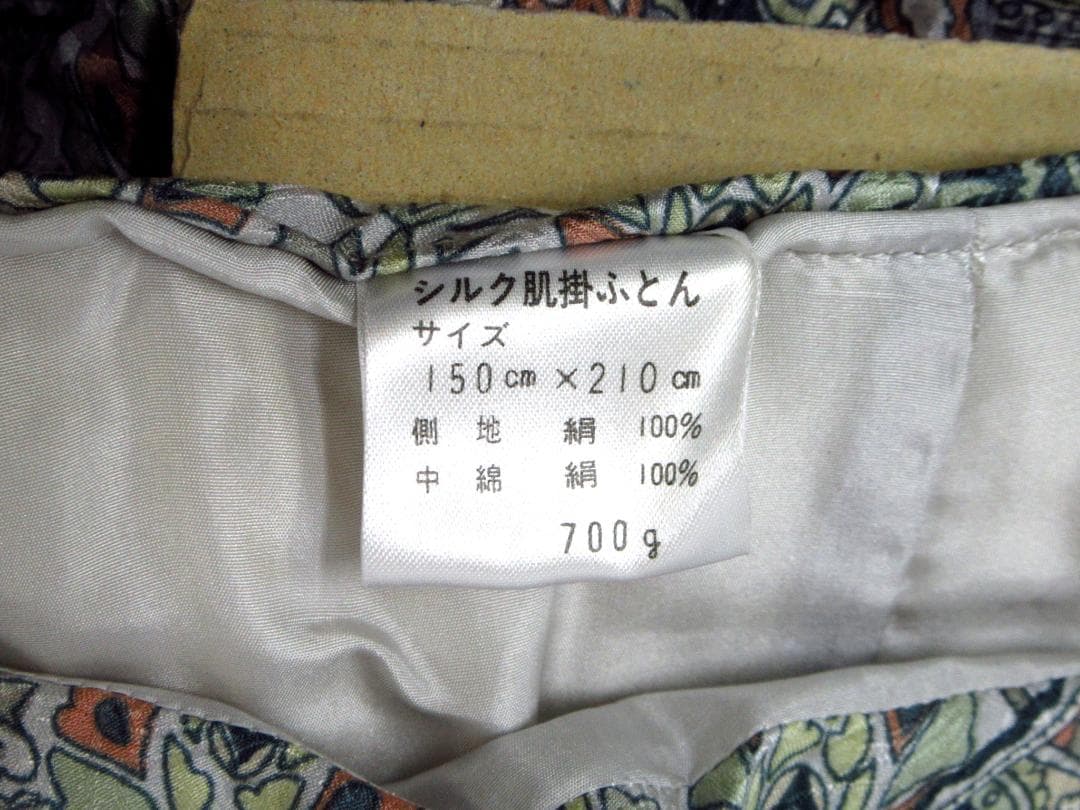 シルク肌掛ふとん
サイズ
150cm×210cm
側 地 絹 100%
中 綿 絹 100%
700g